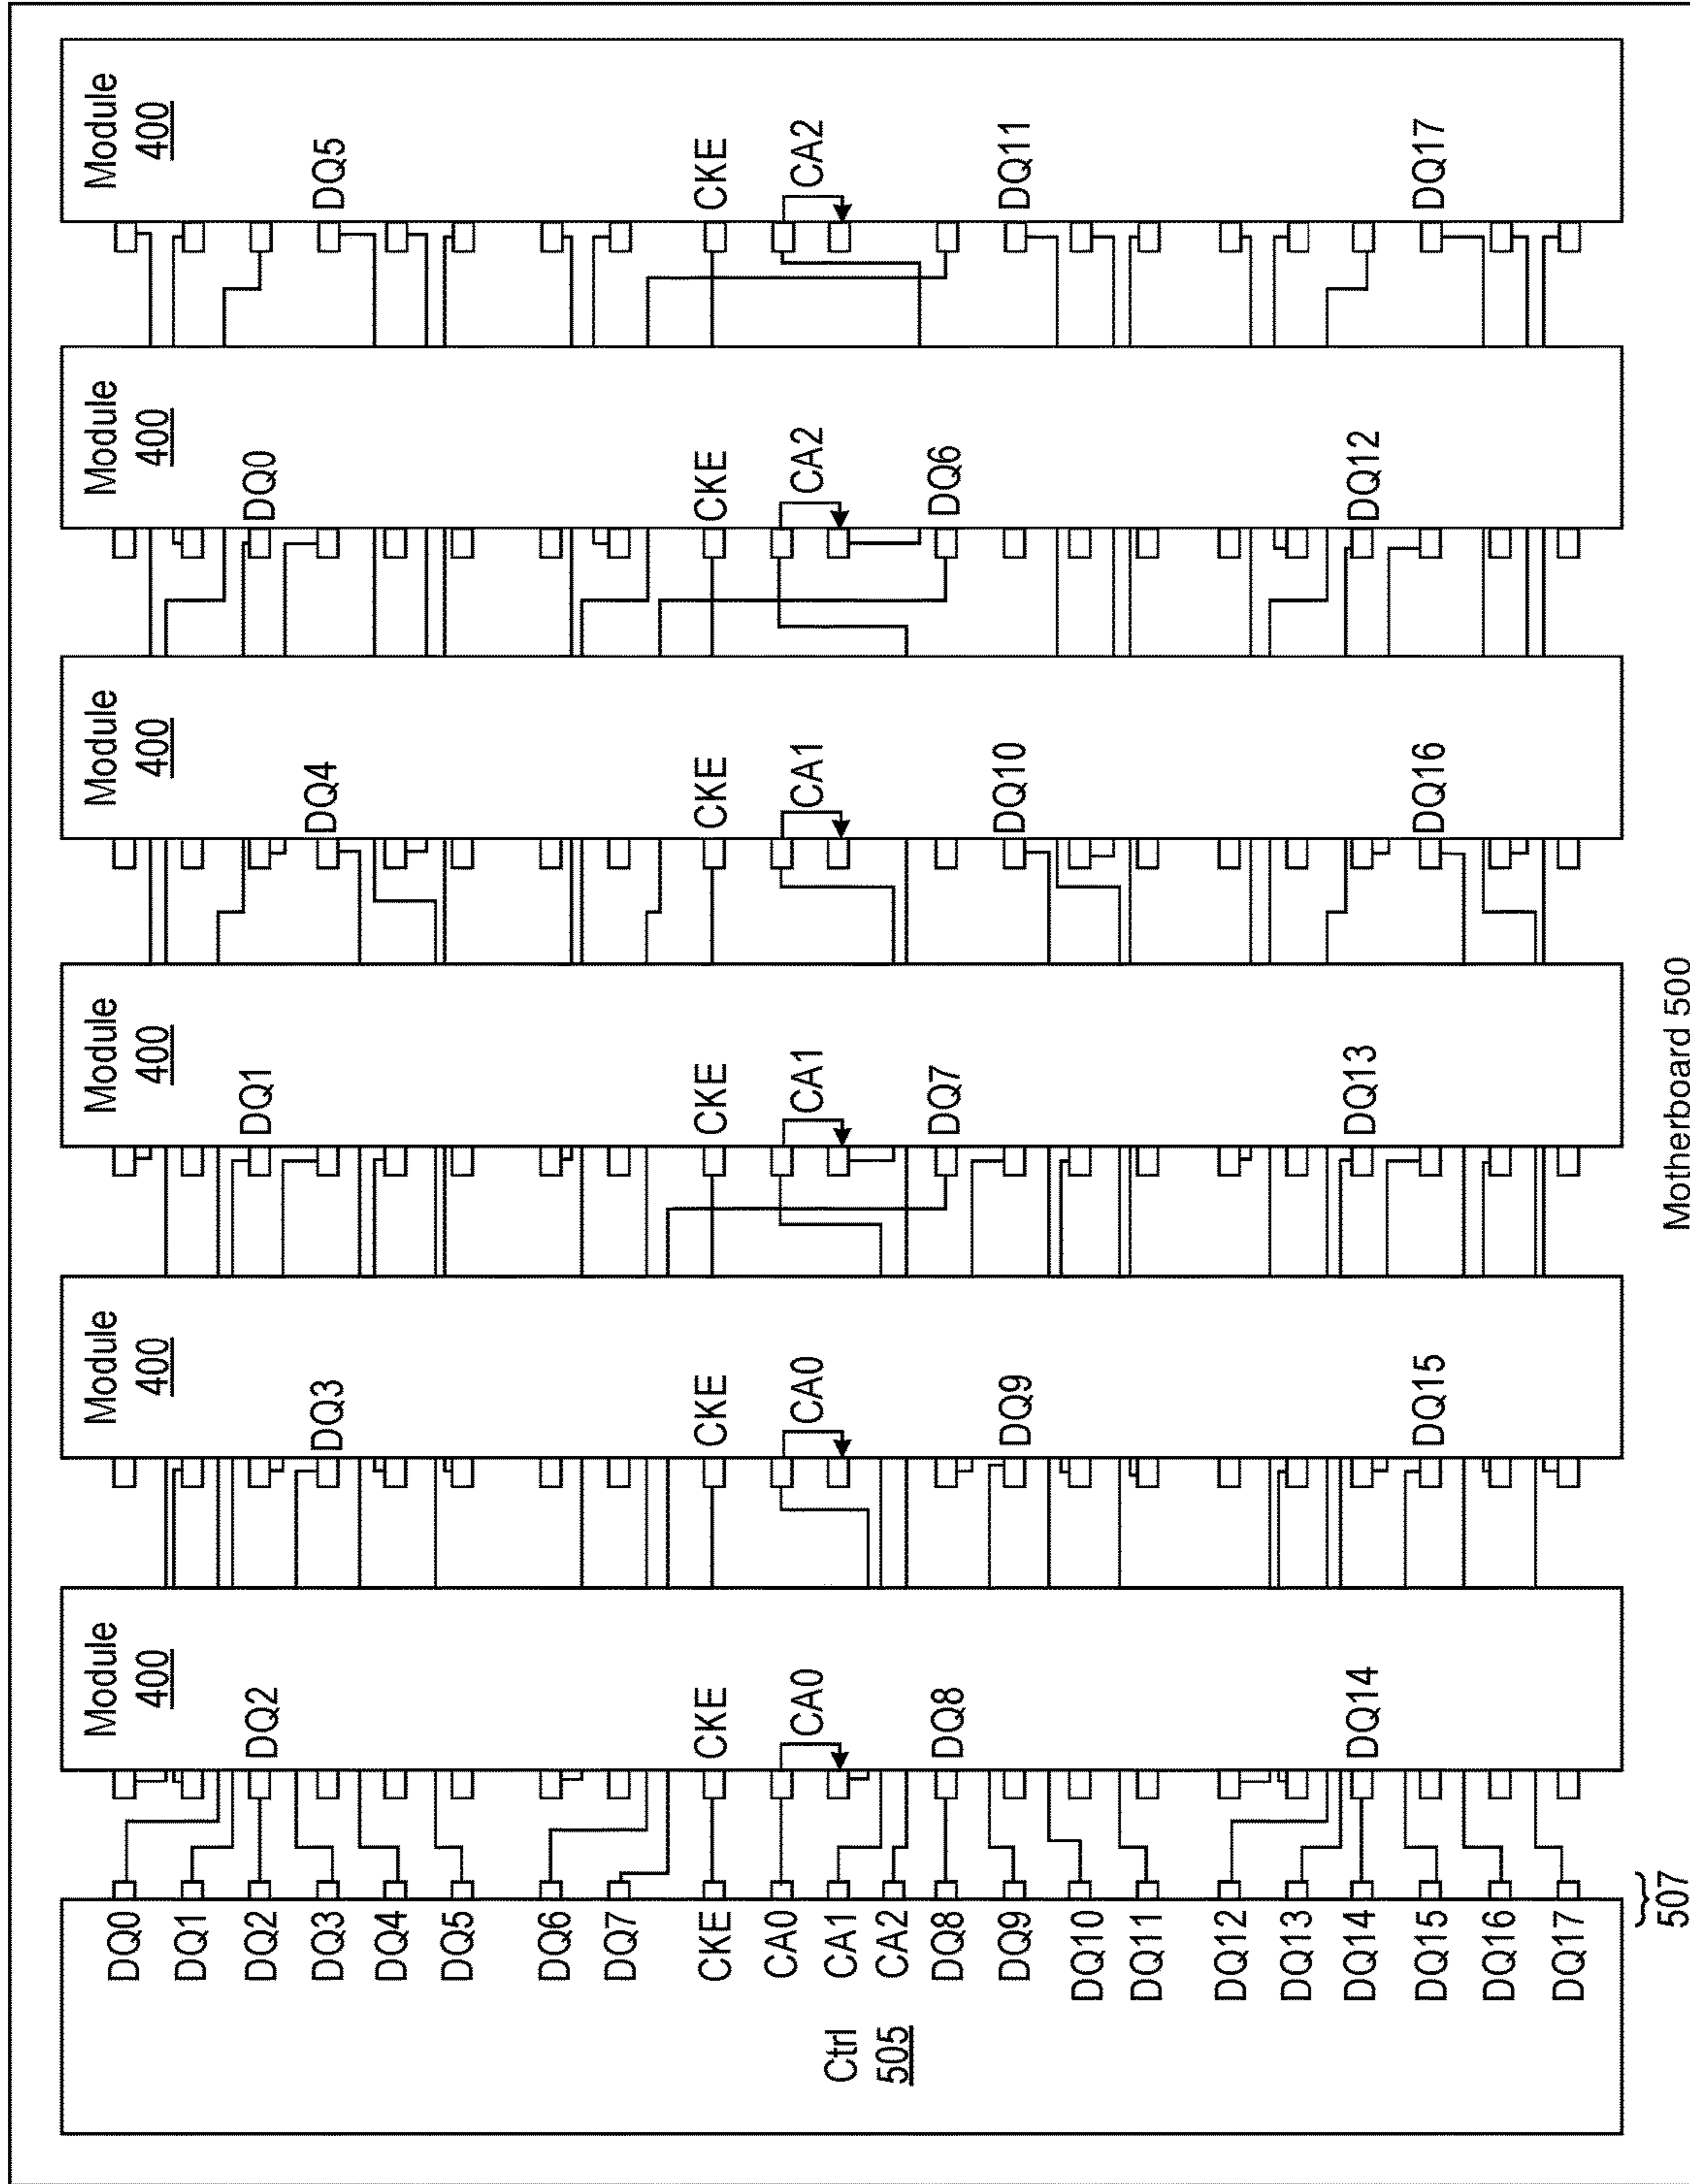 Module
400
DQ5
CKE
CA2
DQ11
DQ17
Module
400
DQ0
CKE
CA2
DQ6
DQ12
Module
400
DQ4
CKE
CA1
DQ10
DQ16
Module
400
DQ1
CKE
CA1
DQ7
DQ13
Module
400
DQ3
CKE
CA0
DQ9
DQ15
Module
400
DQ2
CKE
CA0
DQ8
DQ14
DQ0
DQ1
DQ2
DQ3
DQ4
DQ5
DQ6
DQ7
CKE
CA0
CA1
CA2
DQ8
DQ9
DQ10
DQ11
DQ12
DQ13
DQ14
DQ15
DQ16
DQ17
Ctrl
505
507
Motherboard 500